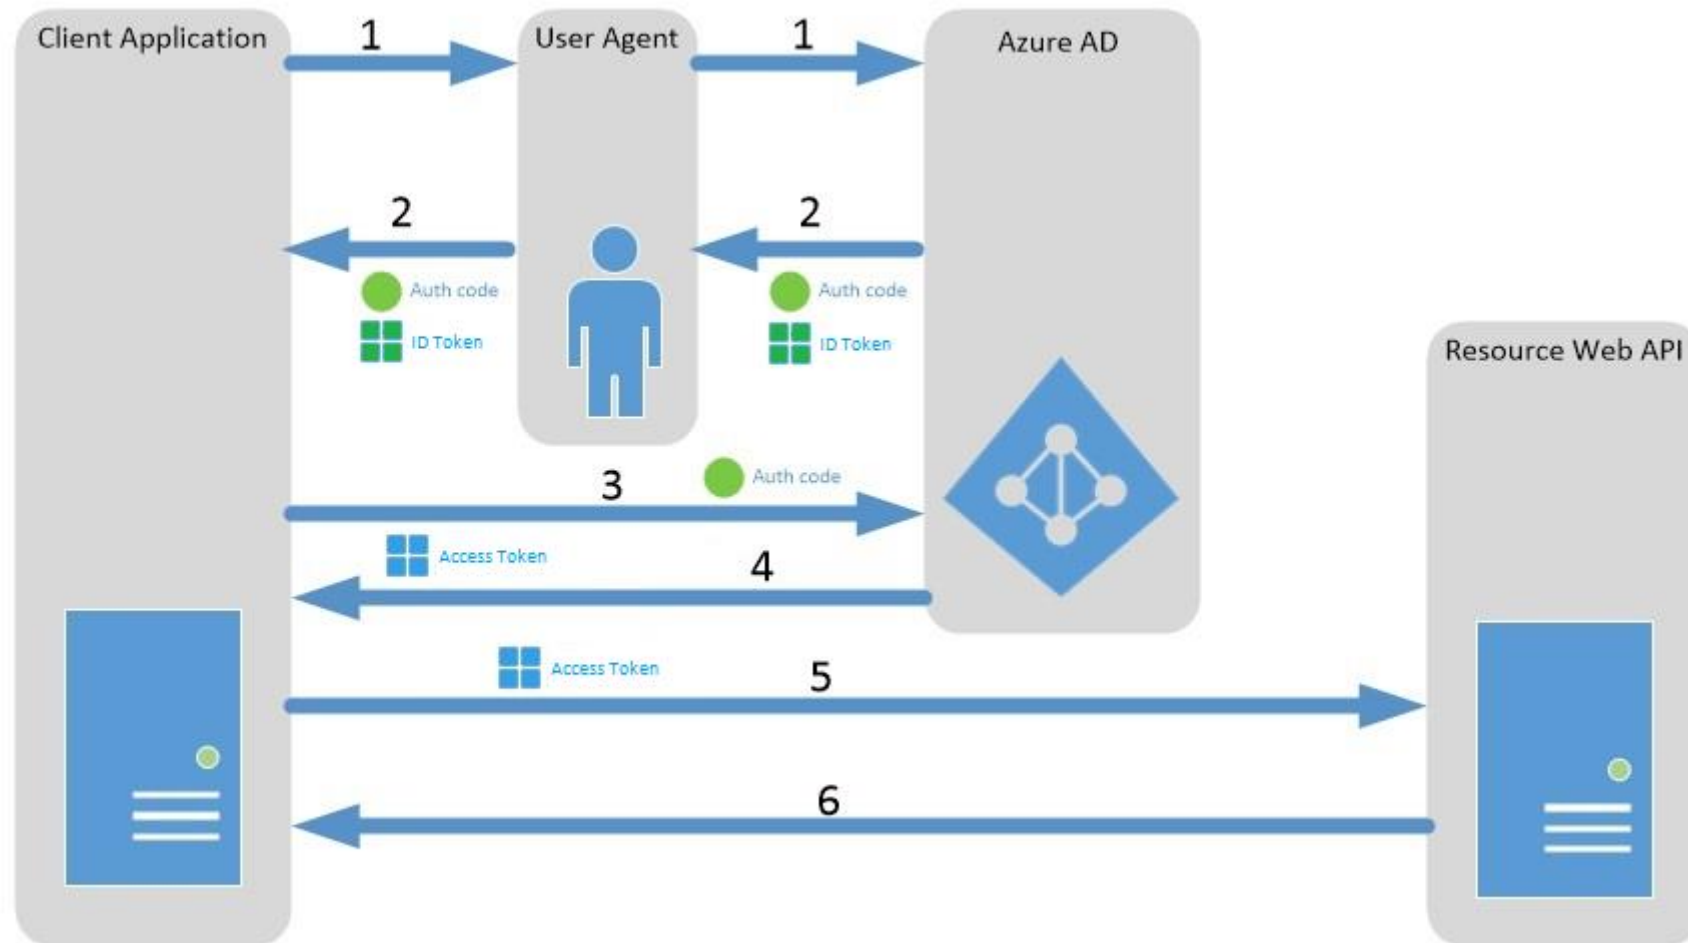 Client Application
1
User Agent
1
Azure AD
2
2
Auth code
Auth code
ID Token
ID Token
Resource Web API
3
Auth code
Access Token
4
Access Token
5
6